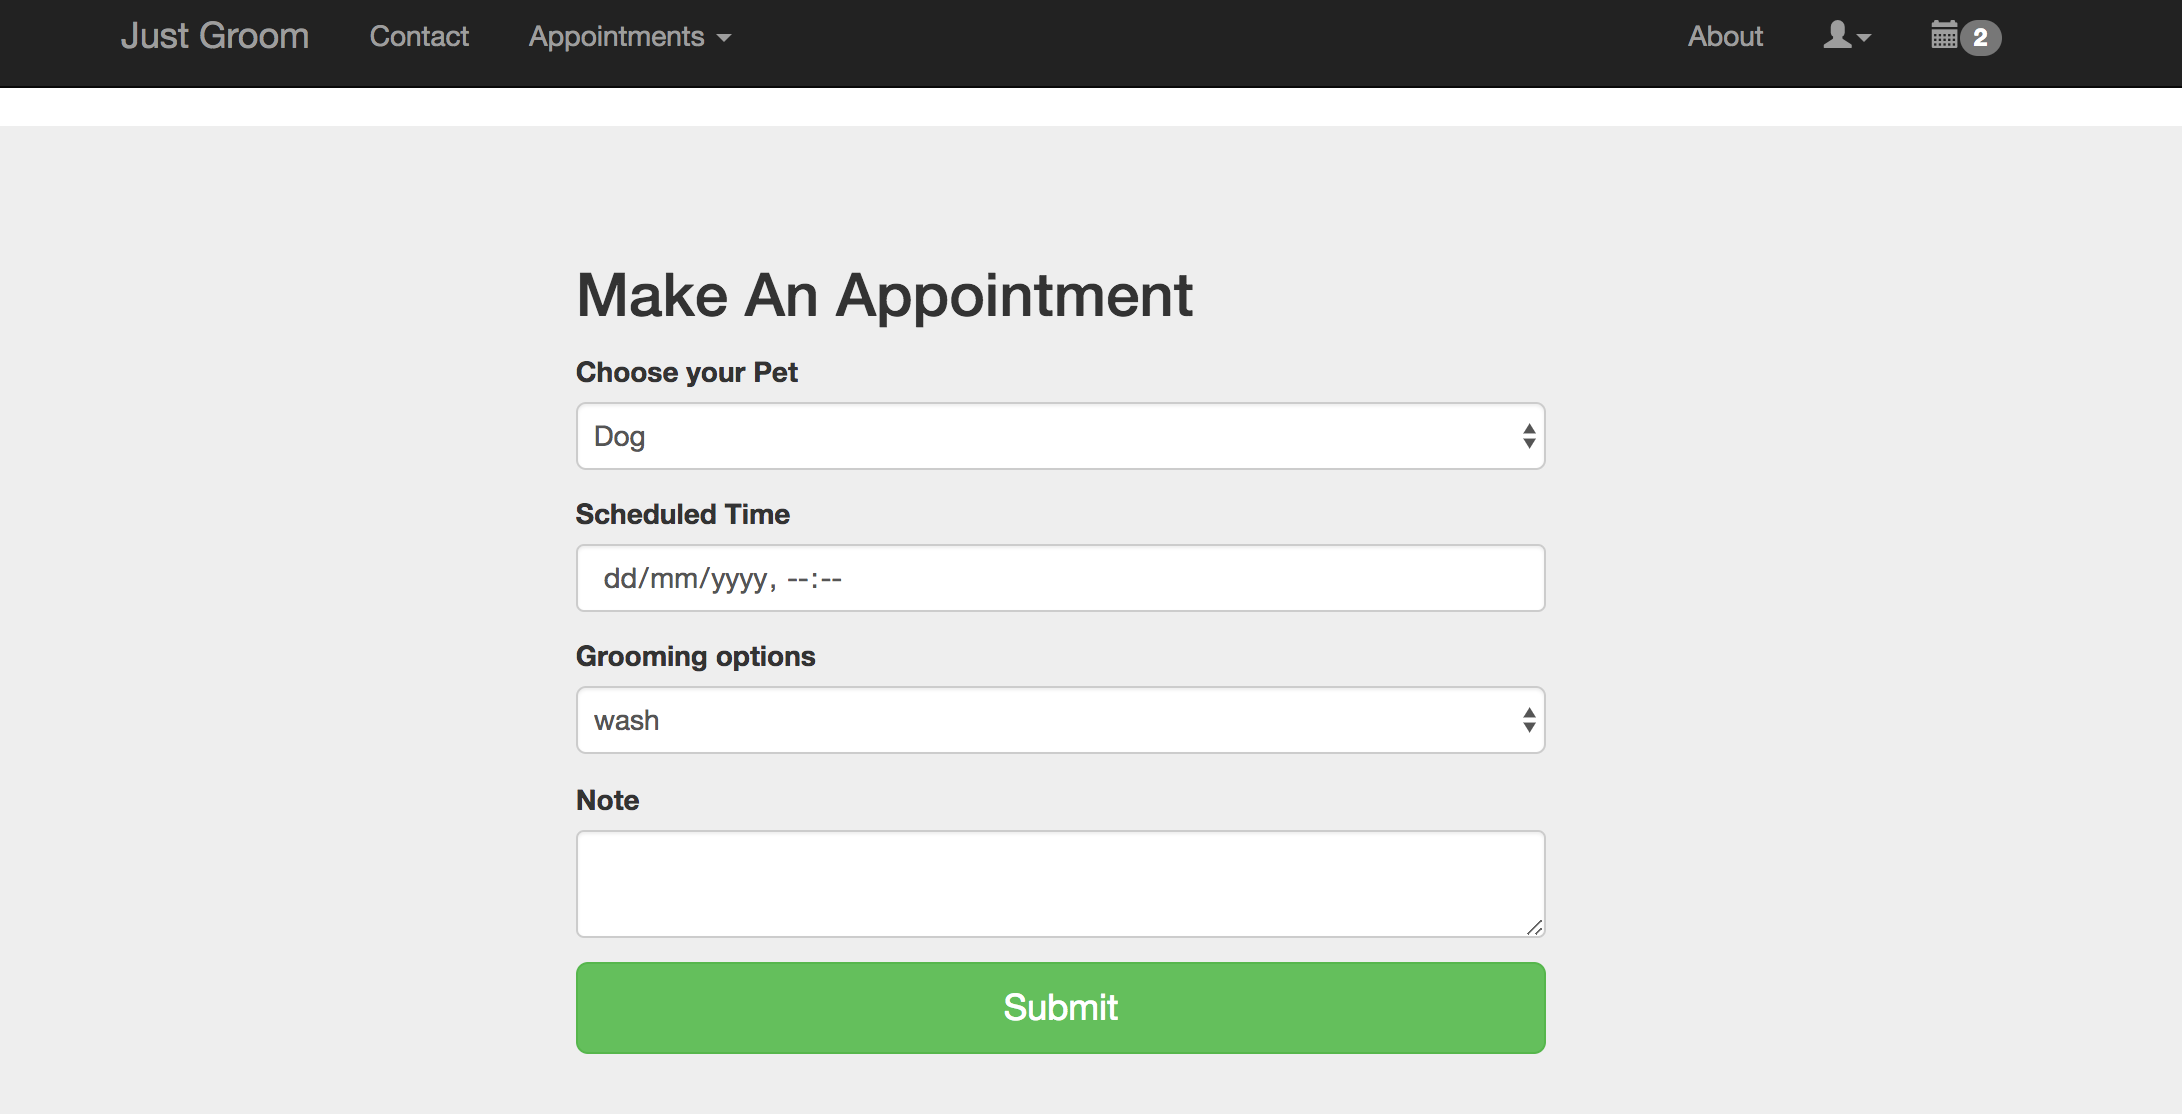 Just Groom Contact Appointments About 2
Make An Appointment
Choose your Pet
Dog
Scheduled Time
dd/mm/yyyy, --:--
Grooming options
wash
Note
Submit